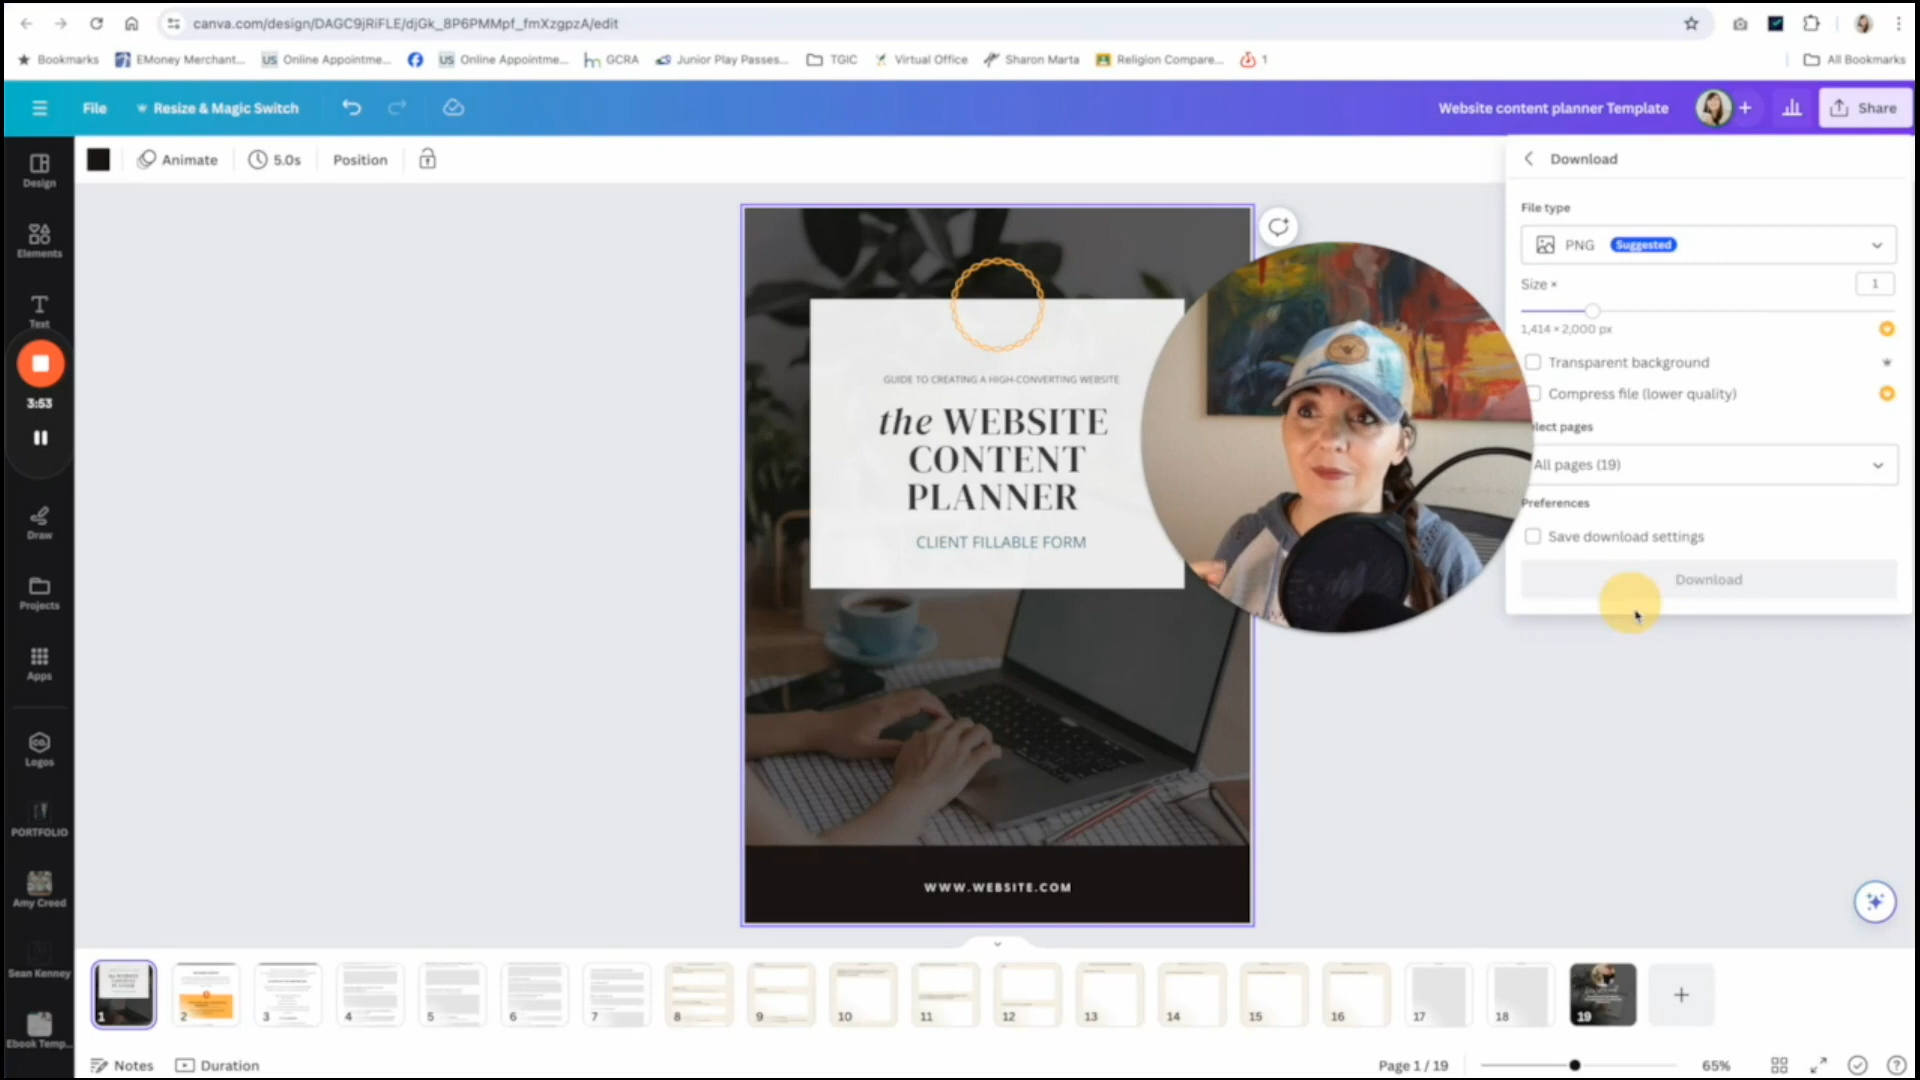 canva.com/design/DAGC9jRiFLE/djGk_8P6PMMpf_fmXzgpzA/edit
Bookmarks
EMoney Merchant...
US Online Appointme...
US Online Appointme...
hn GCRA
Junior Play Passes...
TGIC
Virtual Office
Sharon Marta
Religion Compare...
1
All Bookmarks
File
Resize & Magic Switch
Website content planner Template
Share
Animate
5.0s
Position
Design
Elements
Text
3:53
Draw
Projects
Apps
CO.
Logos
PORTFOLIO
Amy Creed
Sean Kenney
Ebook Temp...
GUIDE TO CREATING A HIGH-CONVERTING WEBSITE
the WEBSITE
CONTENT
PLANNER
CLIENT FILLABLE FORM
WWW.WEBSITE.COM
Download
File type
PNG Suggested
Size ×
1
1,414 × 2,000 px
Transparent background
Compress file (lower quality)
lect pages
All pages (19)
Preferences
Save download settings
Download
1
2
3
4
5
6
7
8
9
10
11
12
13
14
15
16
17
18
19
Notes
Duration
Page 1 / 19
65%